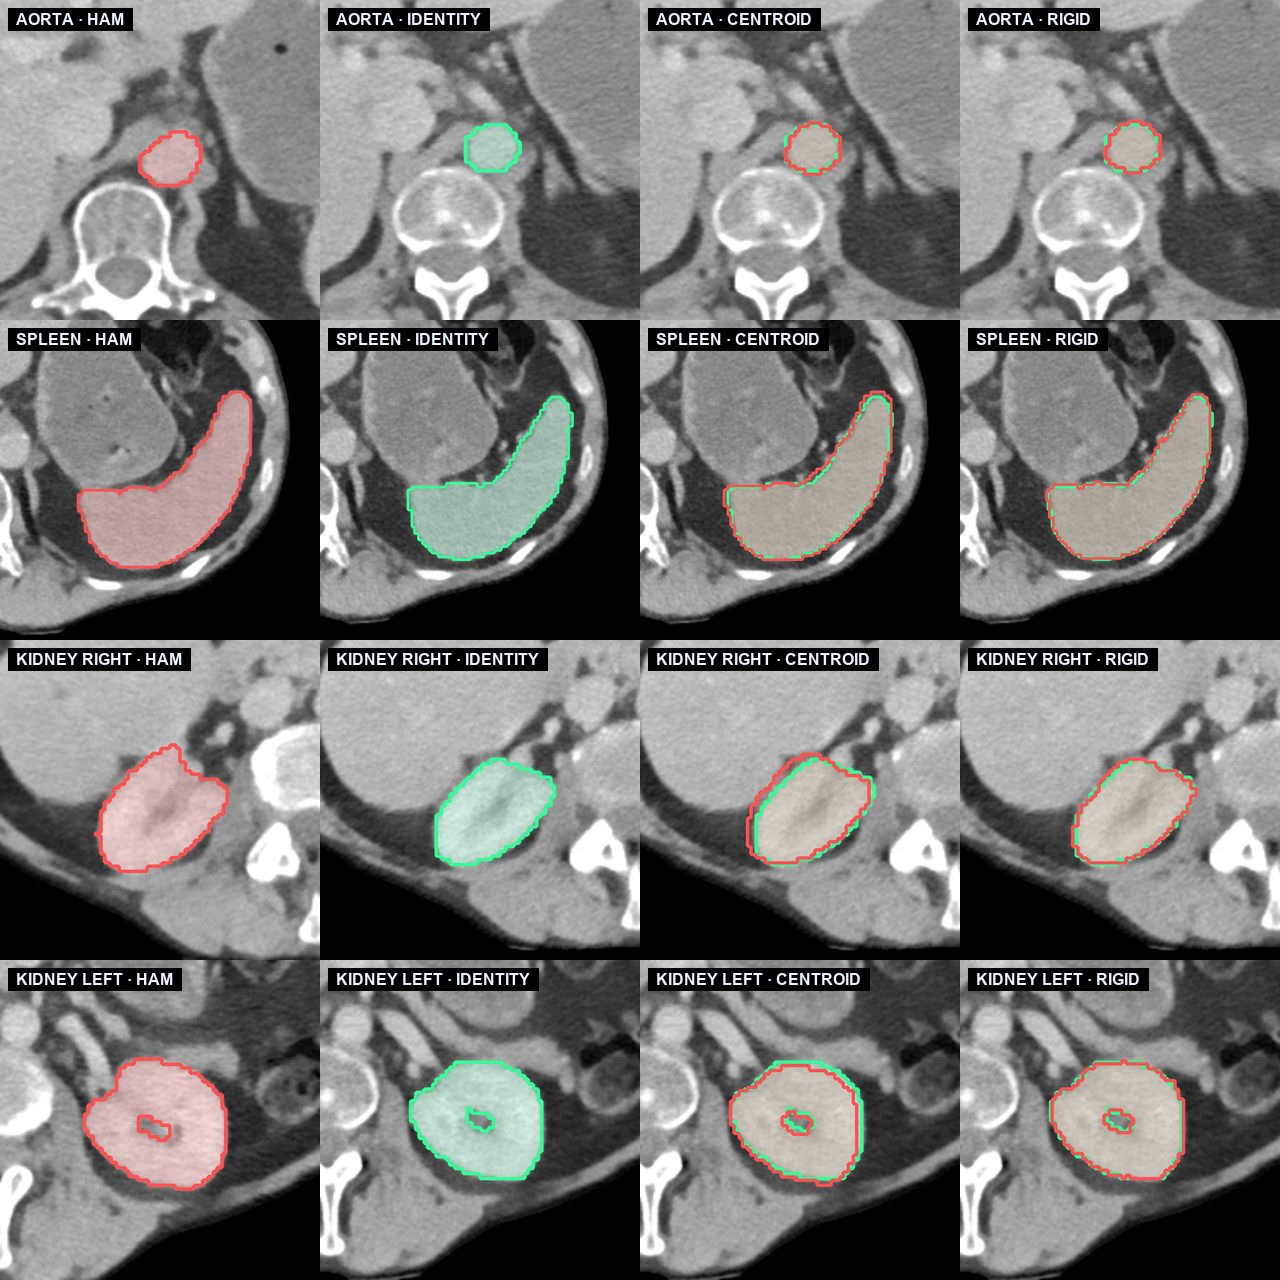 AORTA · HAM
AORTA · IDENTITY
AORTA · CENTROID
AORTA · RIGID
SPLEEN · HAM
SPLEEN · IDENTITY
SPLEEN · CENTROID
SPLEEN · RIGID
KIDNEY RIGHT · HAM
KIDNEY RIGHT · IDENTITY
KIDNEY RIGHT · CENTROID
KIDNEY RIGHT · RIGID
KIDNEY LEFT · HAM
KIDNEY LEFT · IDENTITY
KIDNEY LEFT · CENTROID
KIDNEY LEFT · RIGID